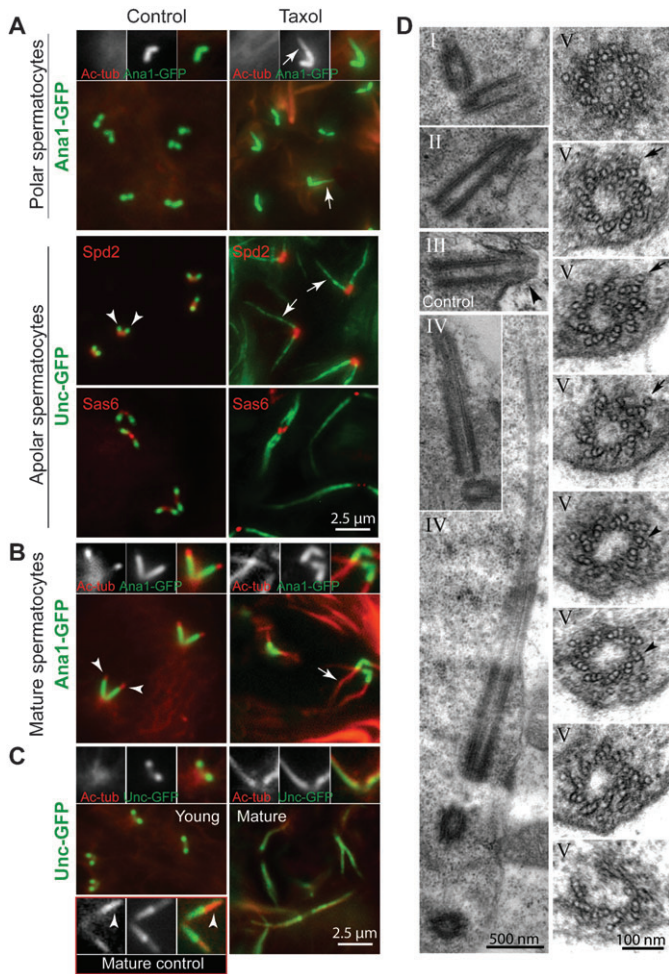 Control
Taxol
A
D
Polar spermatocytes
Ana1-GFP
Ac-tub Ana1-GFP
Ac-tub Ana1-GFP
Apolar spermatocytes
Unc-GFP
Spd2
Spd2
Sas6
Sas6
2.5 μm
B
Mature spermatocytes
Ana1-GFP
Ac-tub Ana1-GFP
Ac-tub Ana1-GFP
C
Unc-GFP
Ac-tub Unc-GFP
Ac-tub Unc-GFP
Young
Mature
Mature control
2.5 μm
I
II
III
Control
IV
IV
500 nm
V
V
V
V
V
V
V
V
100 nm